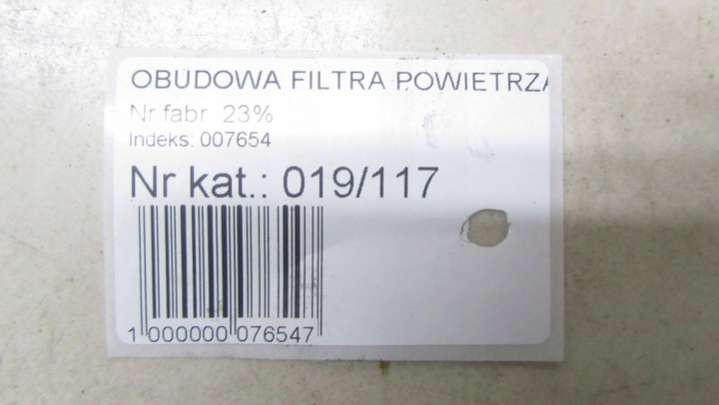 OBUDOWA FILTRA POWIETRZA
Nr fabr 23%
Indeks: 007654
Nr kat.: 019/117
1 000000 076547